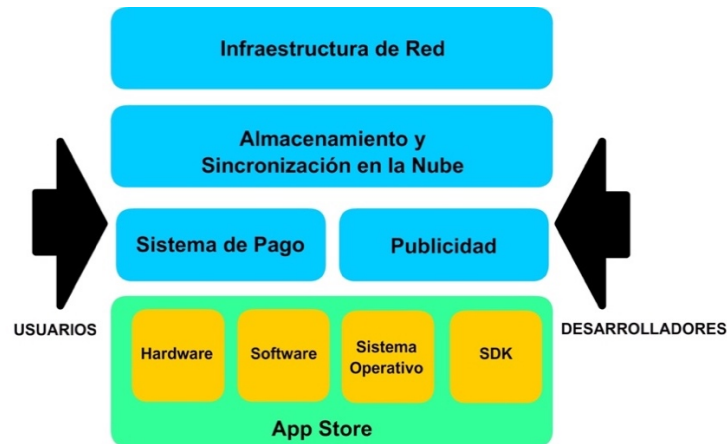 Infraestructura de Red
Almacenamiento y
Sincronización en la Nube
Sistema de Pago
Publicidad
USUARIOS
DESARROLLADORES
Hardware
Software
Sistema
Operativo
SDK
App Store